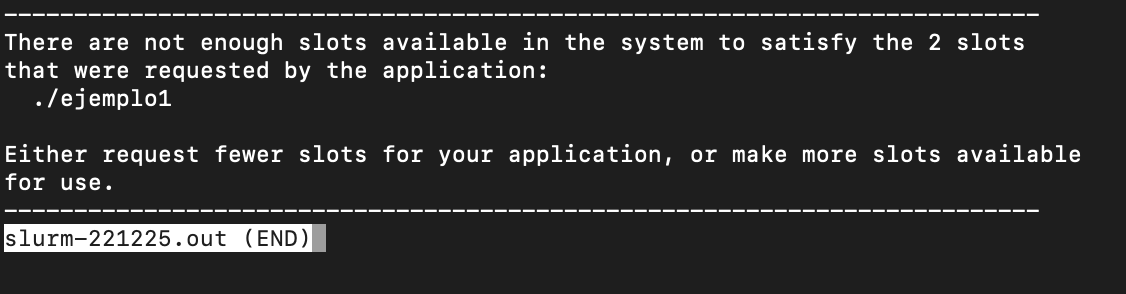 --------------------------------------------------------------------------
There are not enough slots available in the system to satisfy the 2 slots
that were requested by the application:
  ./ejemplo1

Either request fewer slots for your application, or make more slots available
for use.
--------------------------------------------------------------------------
slurm-221225.out (END)